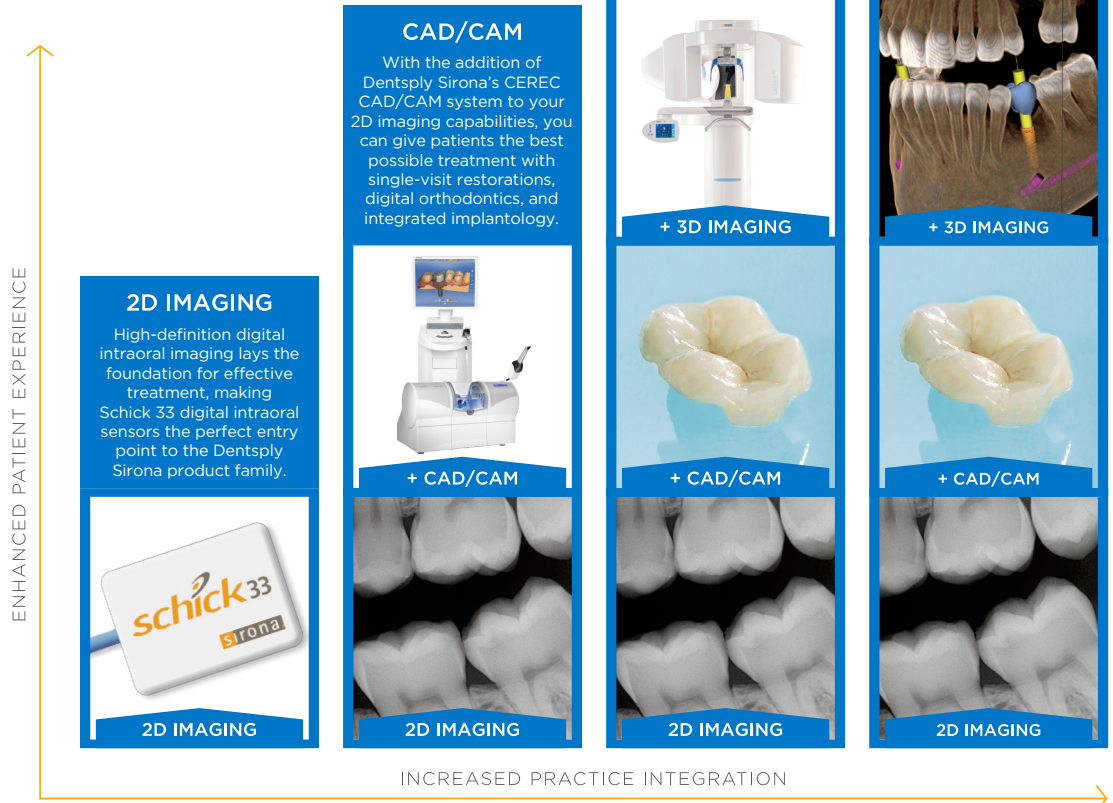 CAD/CAM
With the addition of
Dentsply Sirona’s CEREC
CAD/CAM system to your
2D imaging capabilities, you
can give patients the best
possible treatment with
single-visit restorations,
digital orthodontics, and
integrated implantology.
+ 3D IMAGING
+ 3D IMAGING
ENHANCED PATIENT EXPERIENCE
2D IMAGING
High-definition digital
intraoral imaging lays the
foundation for effective
treatment, making
Schick 33 digital intraoral
sensors the perfect entry
point to the Dentsply
Sirona product family.
+ CAD/CAM
+ CAD/CAM
+ CAD/CAM
schick 33
sirona.
2D IMAGING
2D IMAGING
2D IMAGING
2D IMAGING
INCREASED PRACTICE INTEGRATION